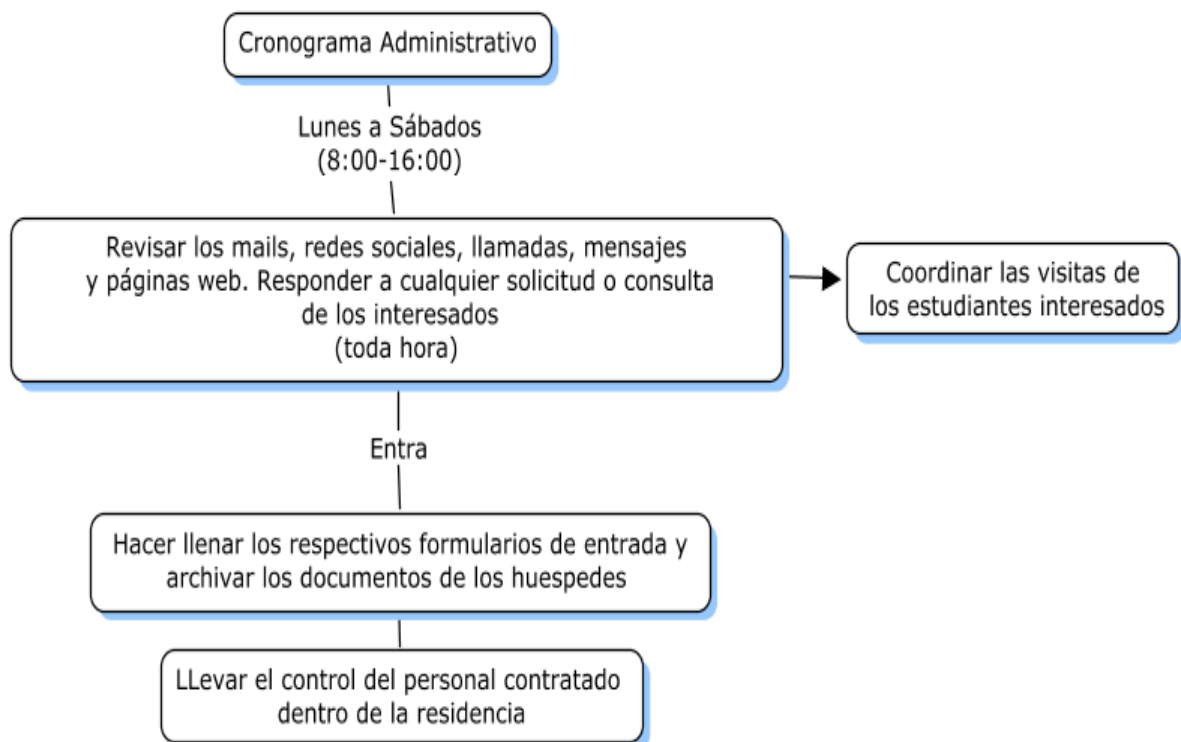 Cronograma Administrativo
Lunes a Sábados
(8:00-16:00)
Revisar los mails, redes sociales, llamadas, mensajes
y páginas web. Responder a cualquier solicitud o consulta
de los interesados
(toda hora)
Coordinar las visitas de
los estudiantes interesados
Entra
Hacer llenar los respectivos formularios de entrada y
archivar los documentos de los huespedes
LLevar el control del personal contratado
dentro de la residencia